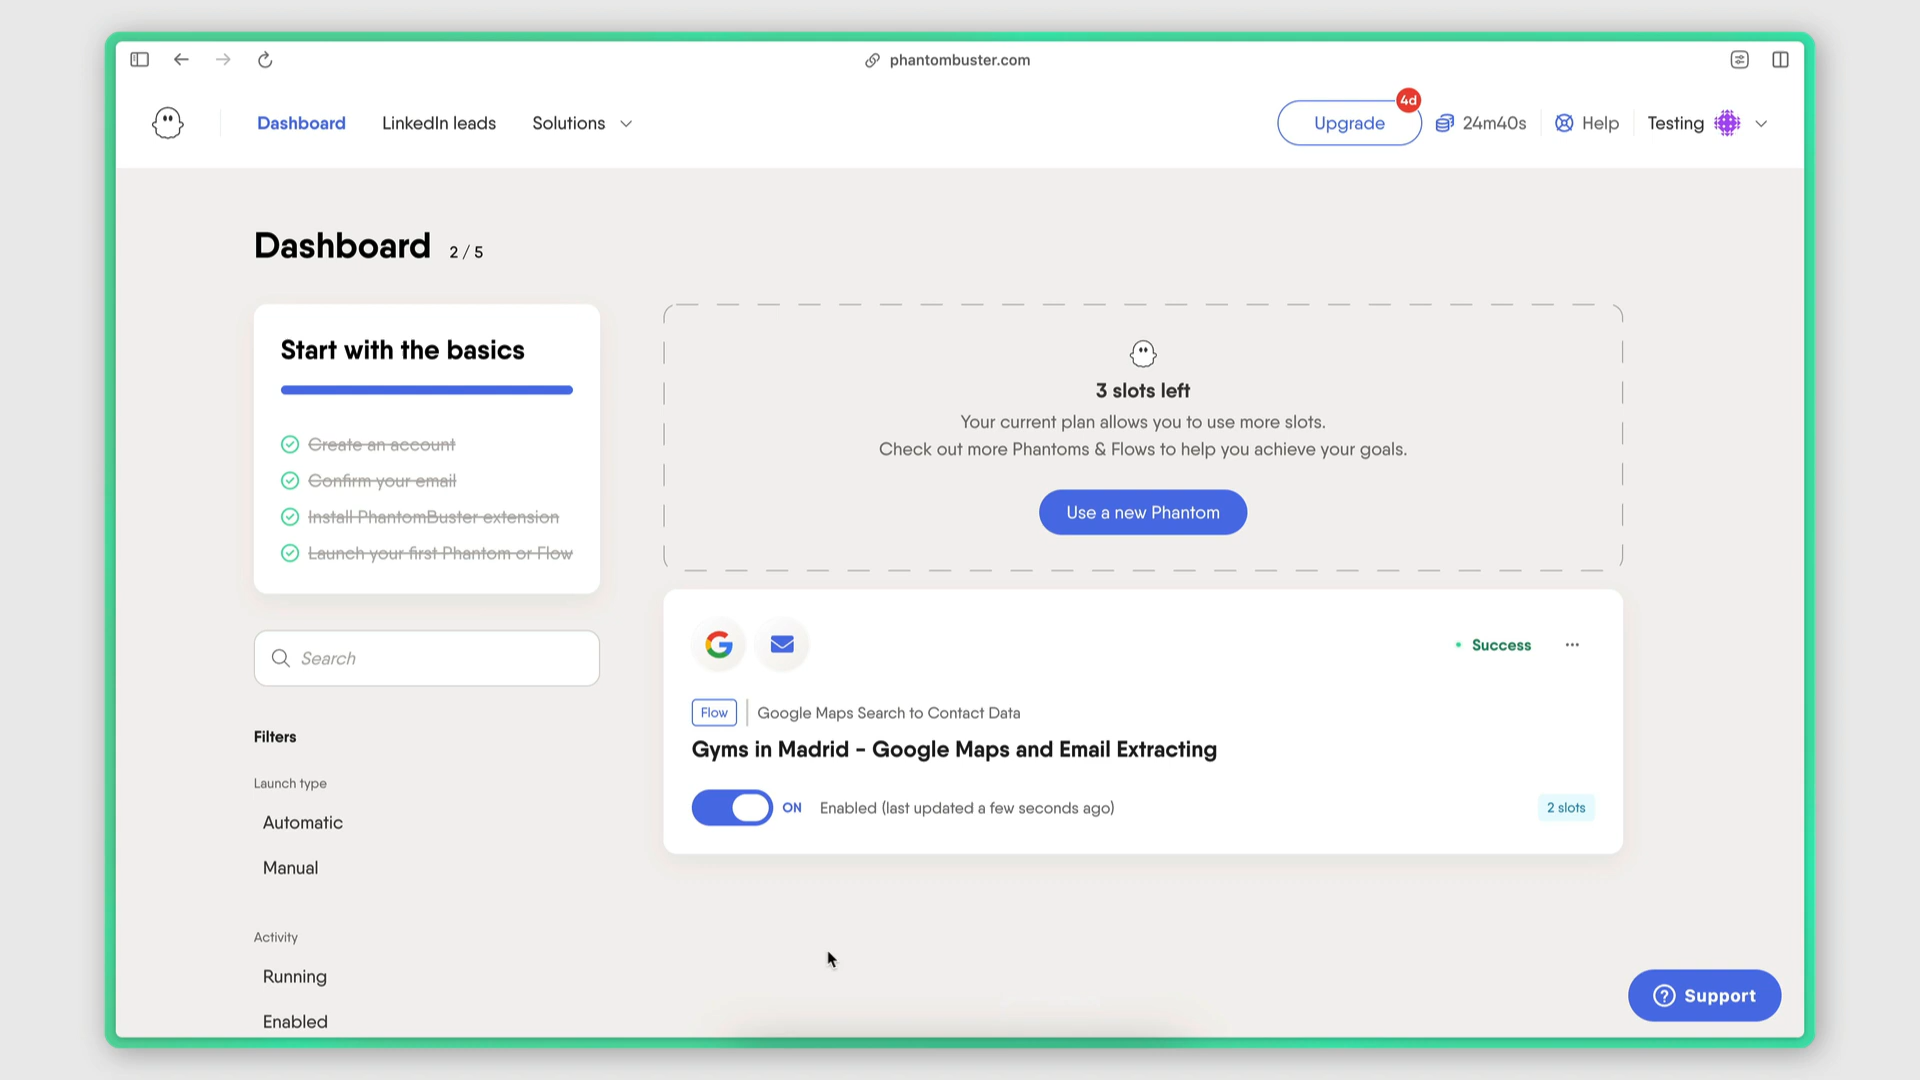 phantombuster.com
Dashboard
LinkedIn leads
Solutions
Upgrade
4d
24m40s
Help
Testing
Dashboard 2 / 5
Start with the basics
Create an account
Confirm your email
Install PhantomBuster extension
Launch your first Phantom or Flow
Search
Filters
Launch type
Automatic
Manual
Activity
Running
Enabled
3 slots left
Your current plan allows you to use more slots.
Check out more Phantoms & Flows to help you achieve your goals.
Use a new Phantom
Success
Flow Google Maps Search to Contact Data
Gyms in Madrid - Google Maps and Email Extracting
ON Enabled (last updated a few seconds ago)
2 slots
Support